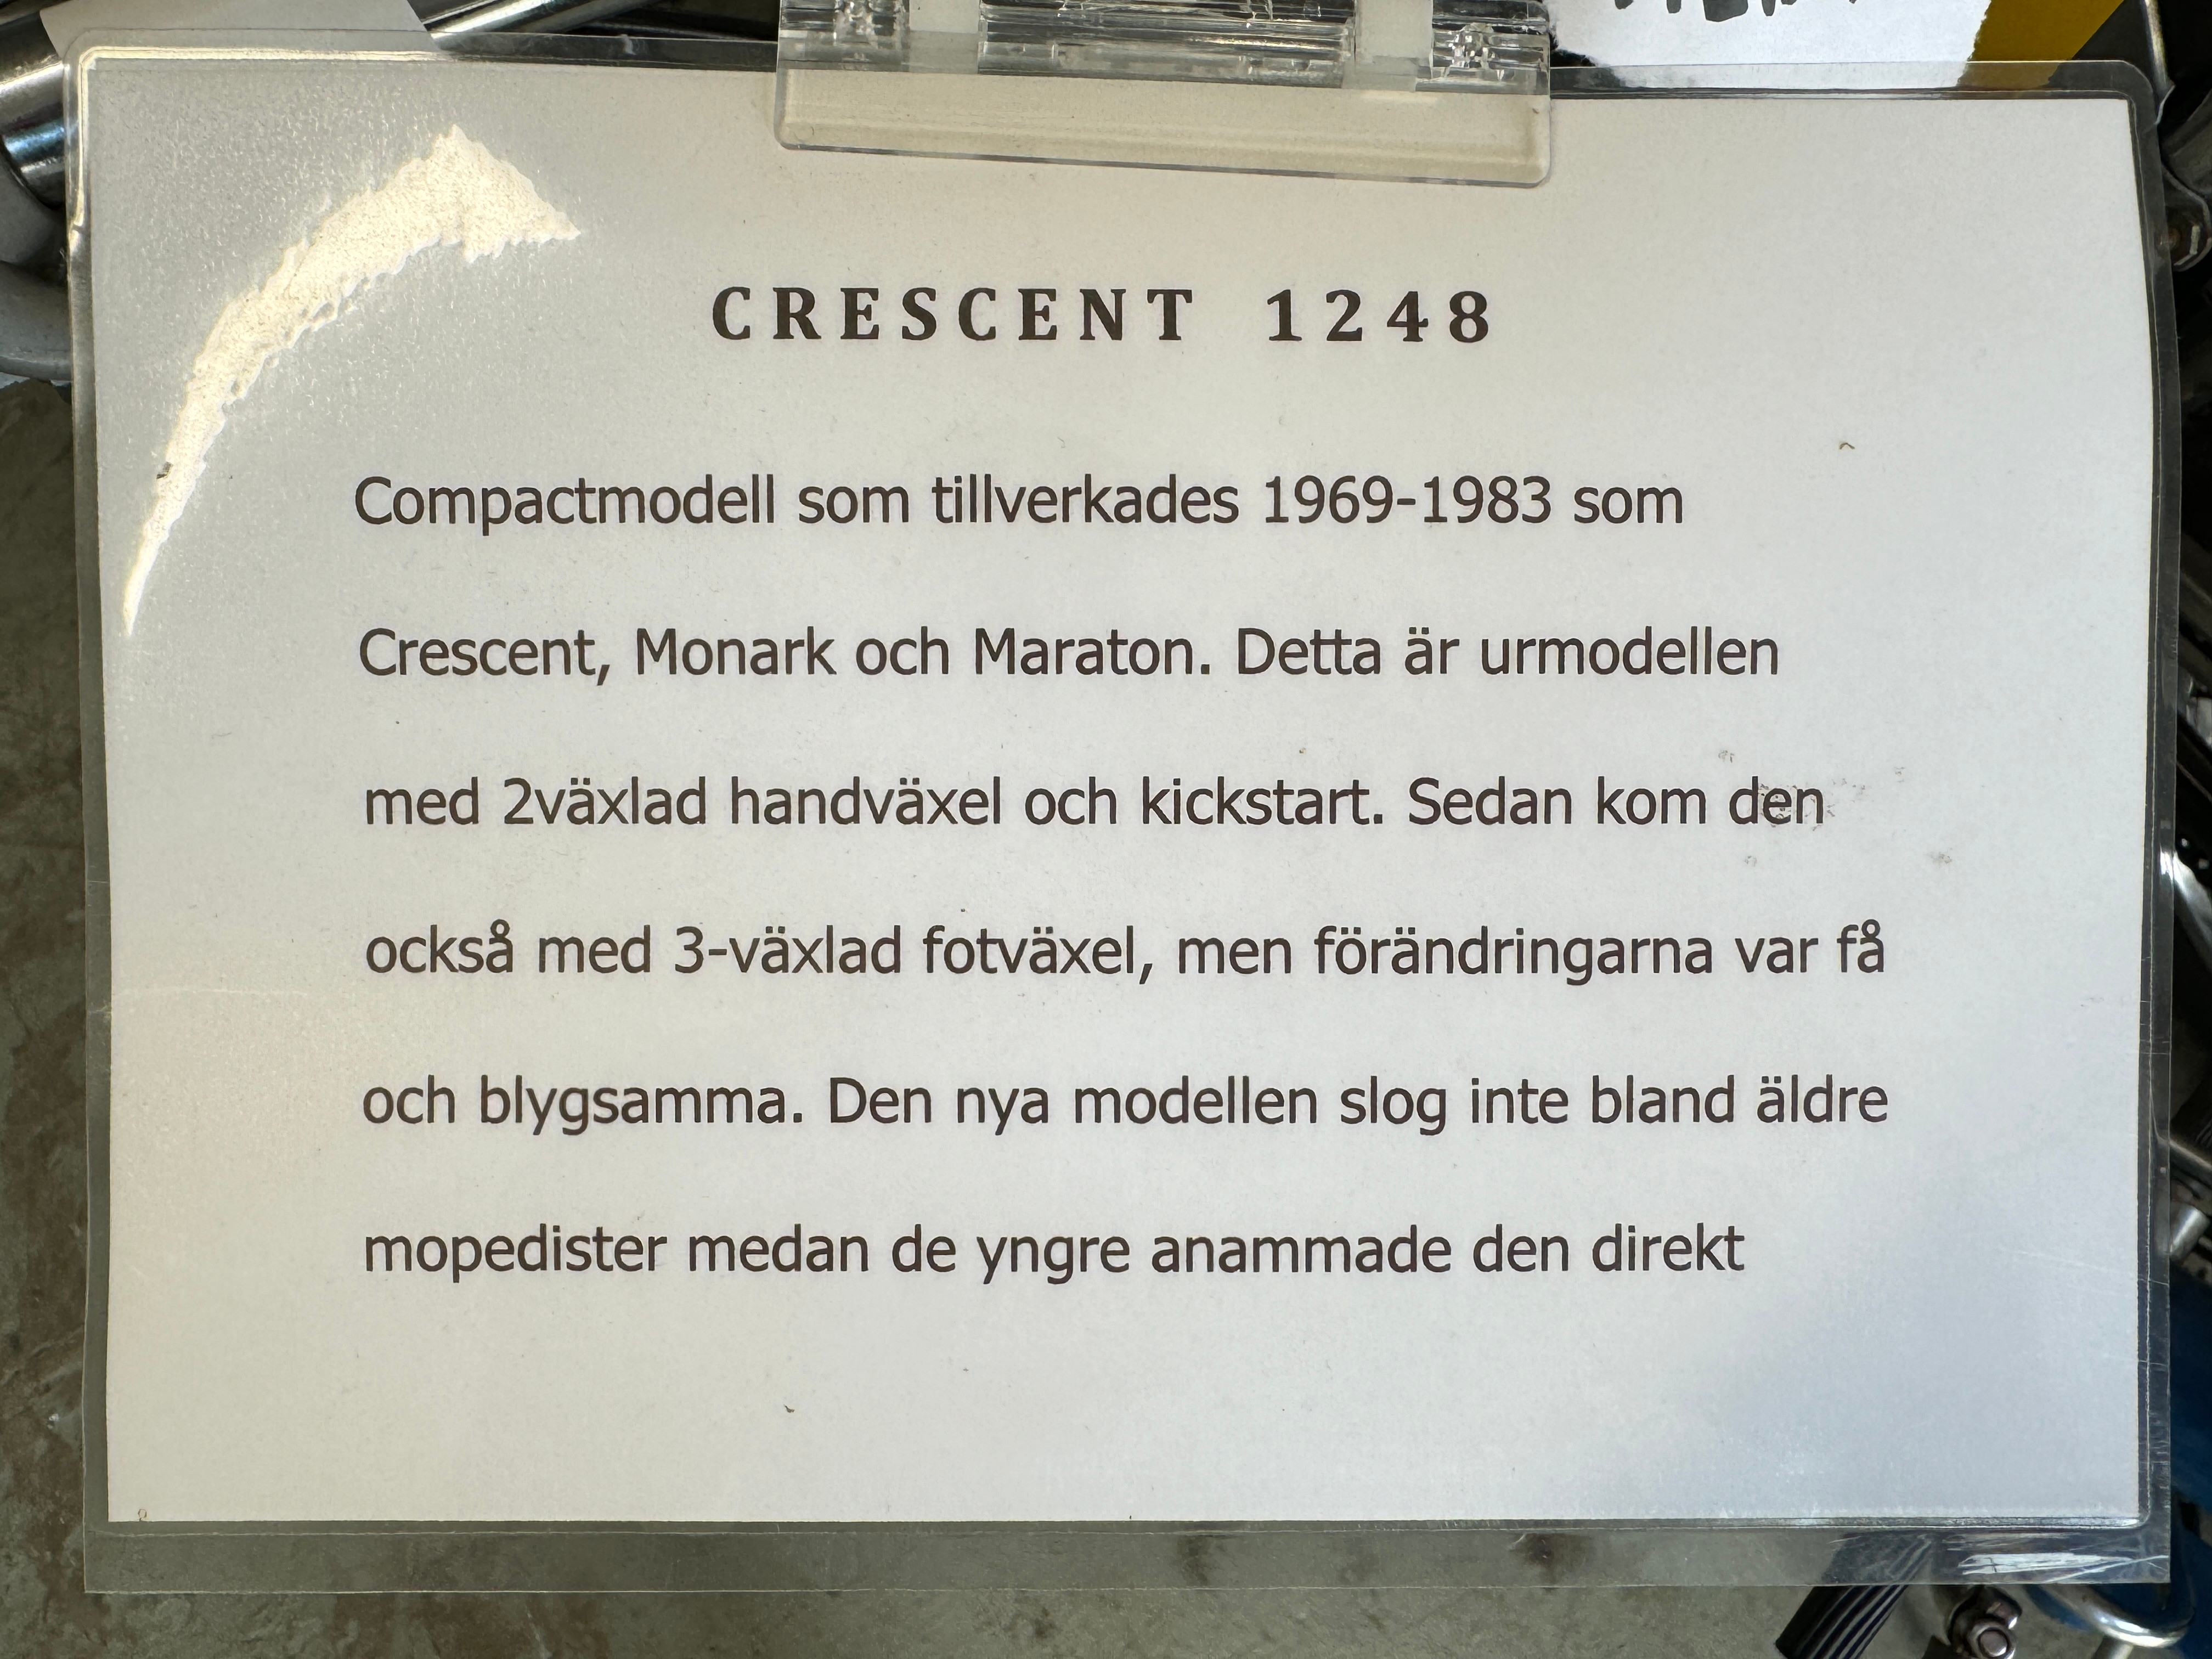 CRESCENT 1248
Compactmodell som tillverkades 1969-1983 som
Crescent, Monark och Maraton. Detta är urmodellen
med 2växlad handväxel och kickstart. Sedan kom den
också med 3-växlad fotväxel, men förändringarna var få
och blygsamma. Den nya modellen slog inte bland äldre
mopedister medan de yngre anammade den direkt